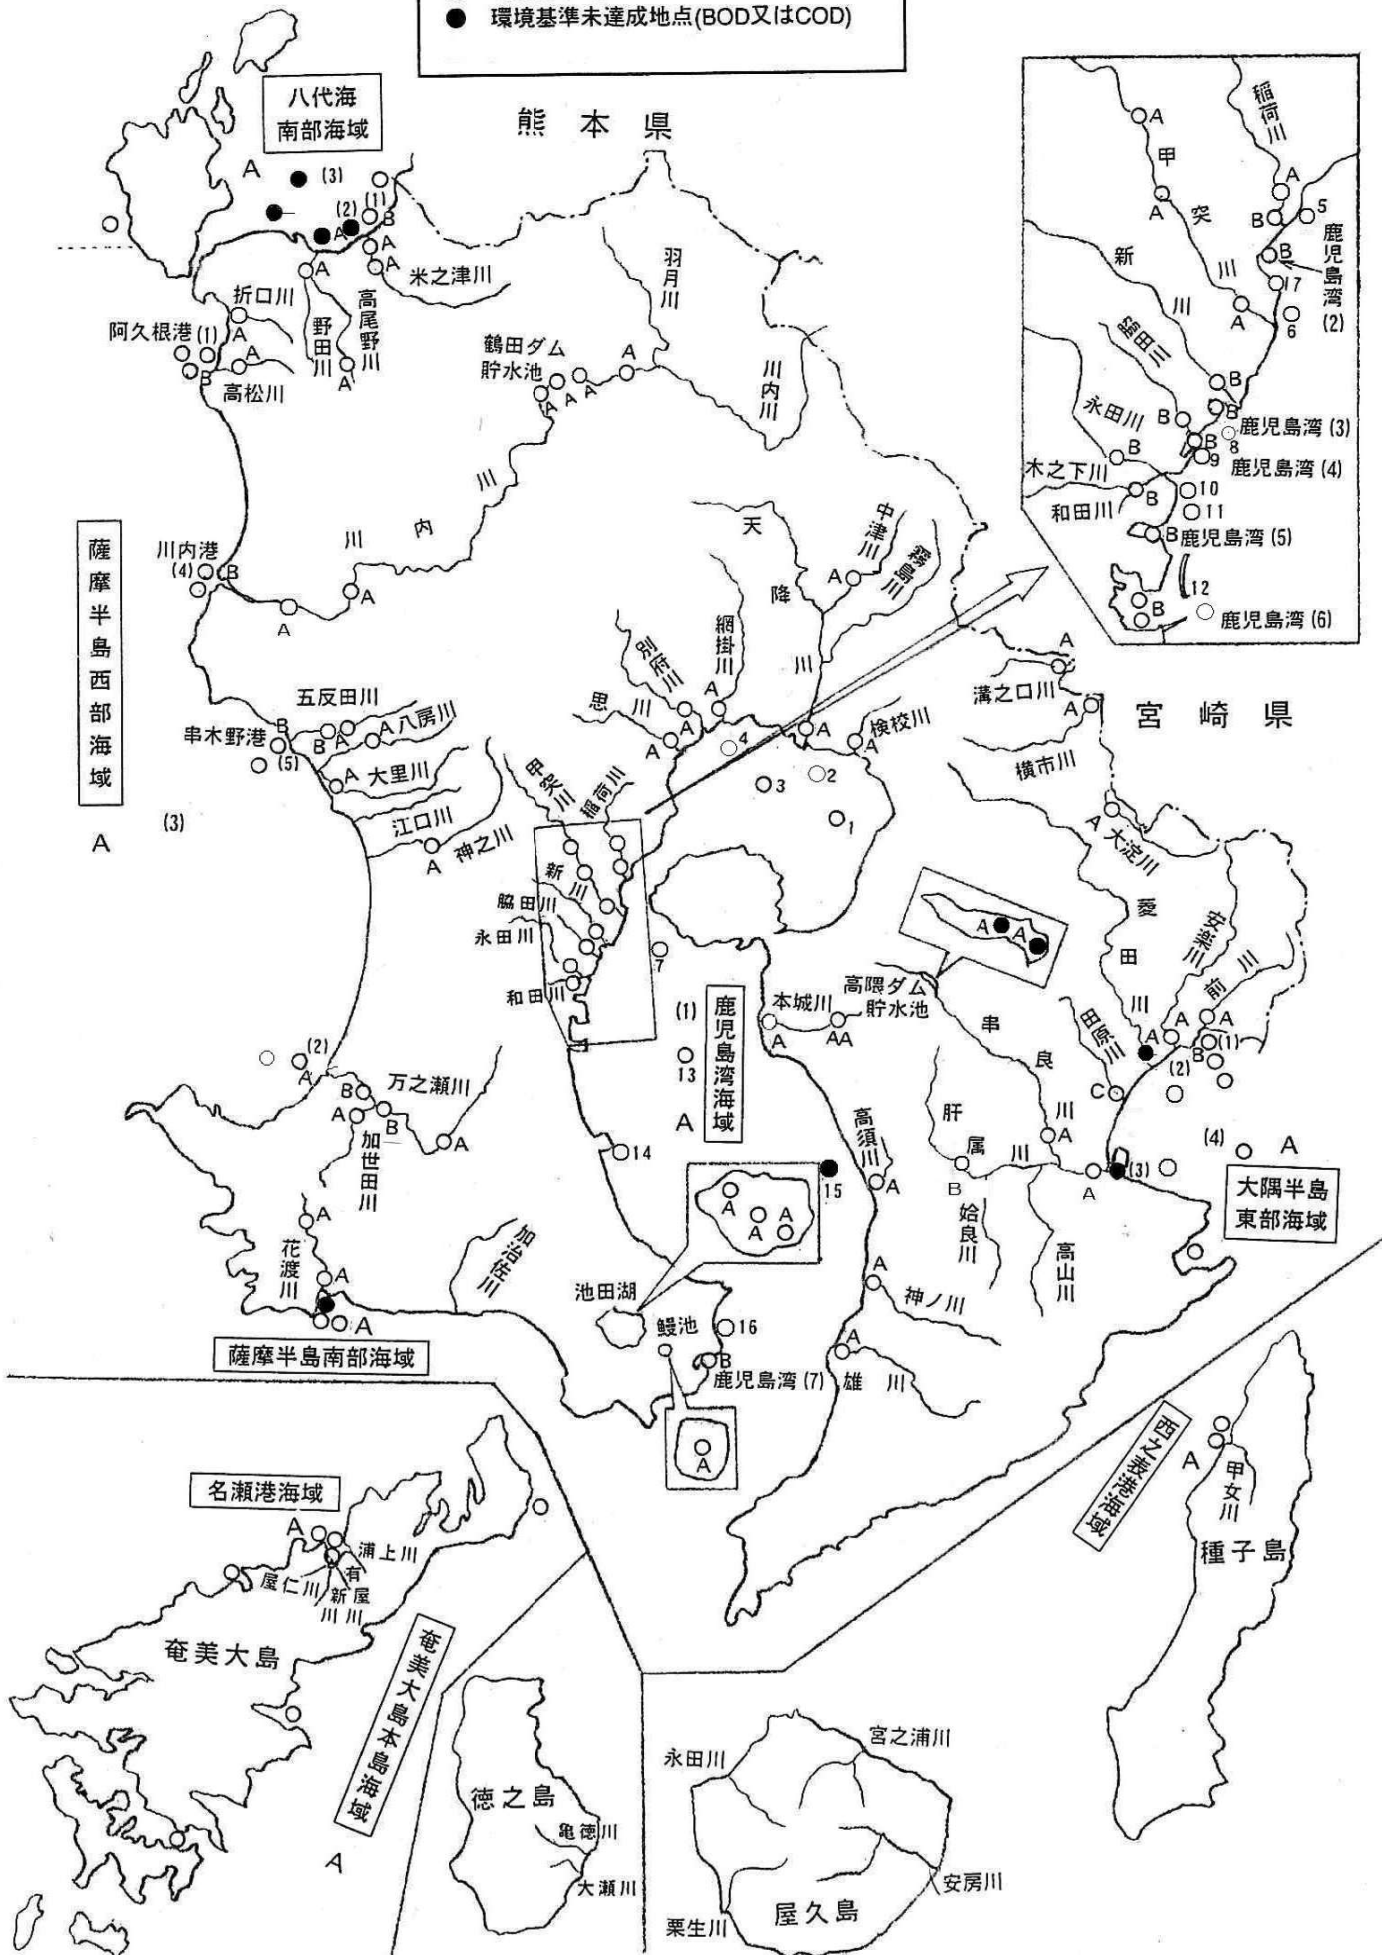 ● 環境基準未達成地点(BOD又はCOD)
八代海
南部海域
熊本県
A
(3)
(2)
(1)
A
B
A
A
米之津川
A
野田川
高尾野川
A
折口川
A
阿久根港(1)
B
A
高松川
鶴田ダム
貯水池
A
A
A
A
羽月川
川内川
川内川
薩摩半島西部海域
A
(3)
川内港
(4)
B
A
A
五反田川
串木野港
(5)
B
B
A
A
八房川
A
大里川
江口川
A
神之川
天降川
中津川
A
霧島川
網掛川
A
別府川
思川
A
A
A
A
検校川
4
3
2
1
甲突川
稲荷川
新川
脇田川
永田川
和田川
7
稲荷川
A
甲突川
A
A
A
B
5
B
鹿児島湾(2)
17
6
新川
脇田川
永田川
B
B
鹿児島湾(3)
8
B
B
9
鹿児島湾(4)
B
木之下川
和田川
B
10
11
B
鹿児島湾(5)
12
B
鹿児島湾(6)
A
溝之口川
A
宮崎県
横市川
A
大淀川
菱田川
安楽川
前川
A
A
A
A
A
B
(1)
(2)
田原川
C
高隈ダム
貯水池
本城川
A
AA
串良川
A
肝属川
B
A
(3)
(4)
A
大隅半島
東部海域
姶良川
高山川
(1)
鹿児島湾海域
13
A
14
15
高須川
A
A
神ノ川
A
雄川
(2)
A
B
万之瀬川
A
B
A
加世田川
A
花渡川
A
A
薩摩半島南部海域
加治佐川
A
A
A
池田湖
鰻池
16
B
鹿児島湾(7)
A
名瀬港海域
A
浦上川
屋仁川
新川
有屋川
奄美大島
奄美大島本島海域
A
徳之島
亀徳川
大瀬川
永田川
宮之浦川
安房川
栗生川
屋久島
西之表港海域
A
甲女川
種子島